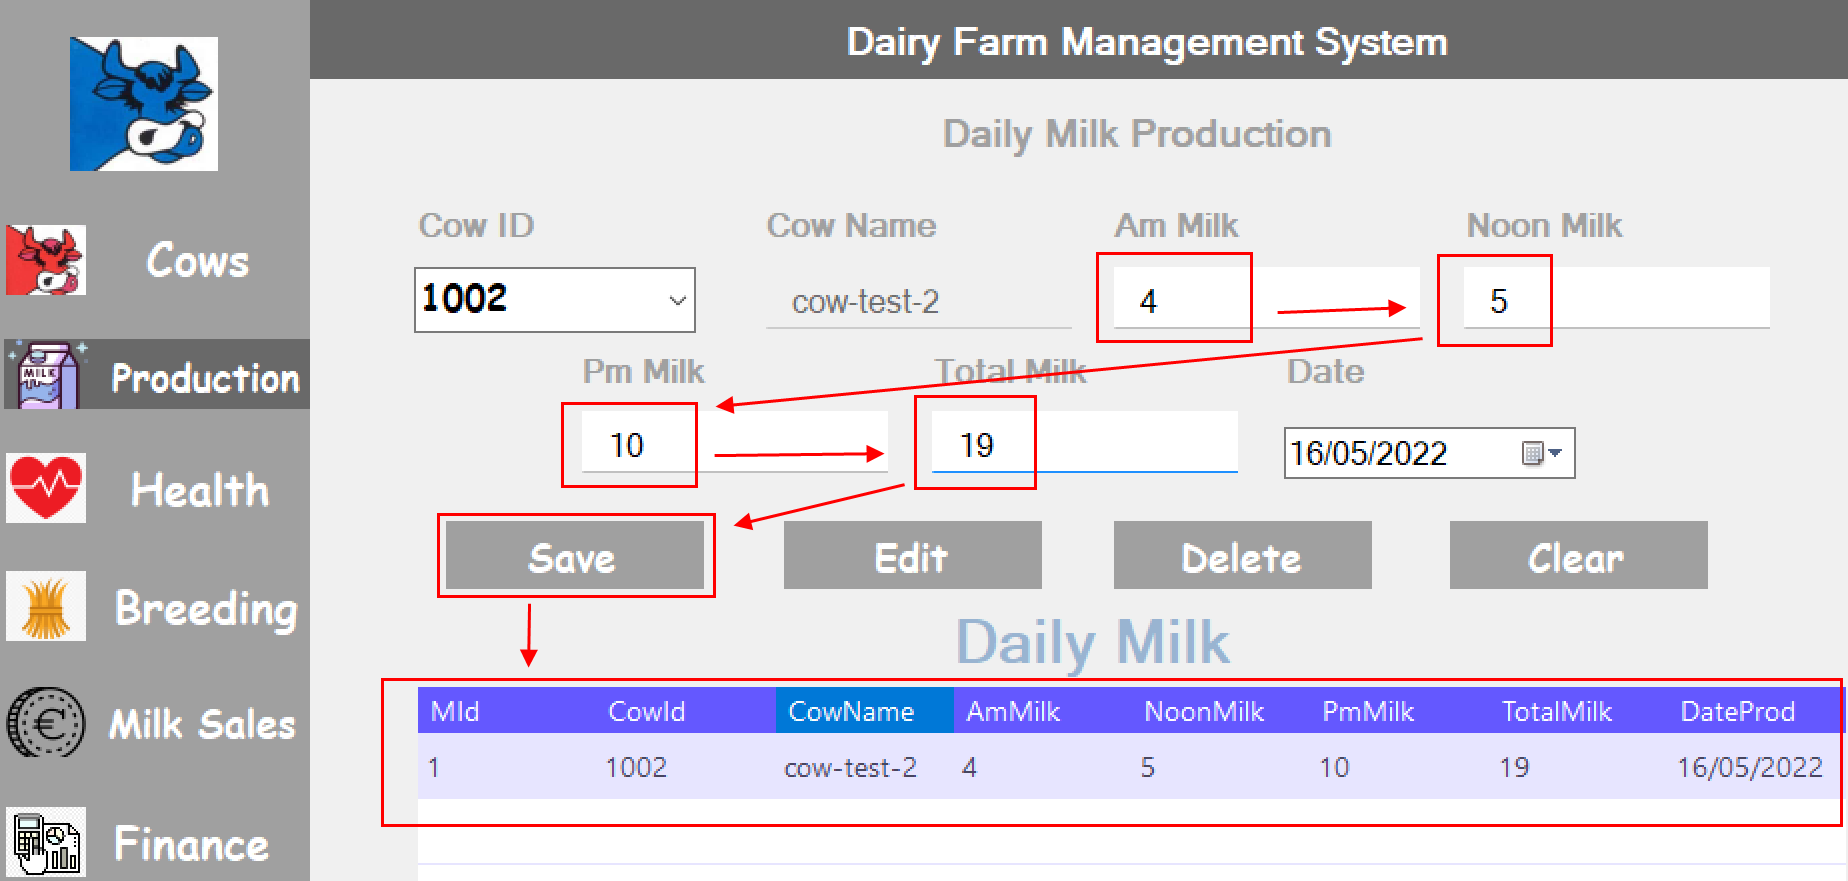 Dairy Farm Management System
Daily Milk Production
Cow ID Cow Name Am Milk Noon Milk
1002 cow-test-2 4 5
Pm Milk Total Milk Date
10 19 16/05/2022
Save Edit Delete Clear
Daily Milk
MId CowId CowName AmMilk NoonMilk PmMilk TotalMilk DateProd
1 1002 cow-test-2 4 5 10 19 16/05/2022
Cows
MILK
Production
Health
Breeding
€
Milk Sales
Finance